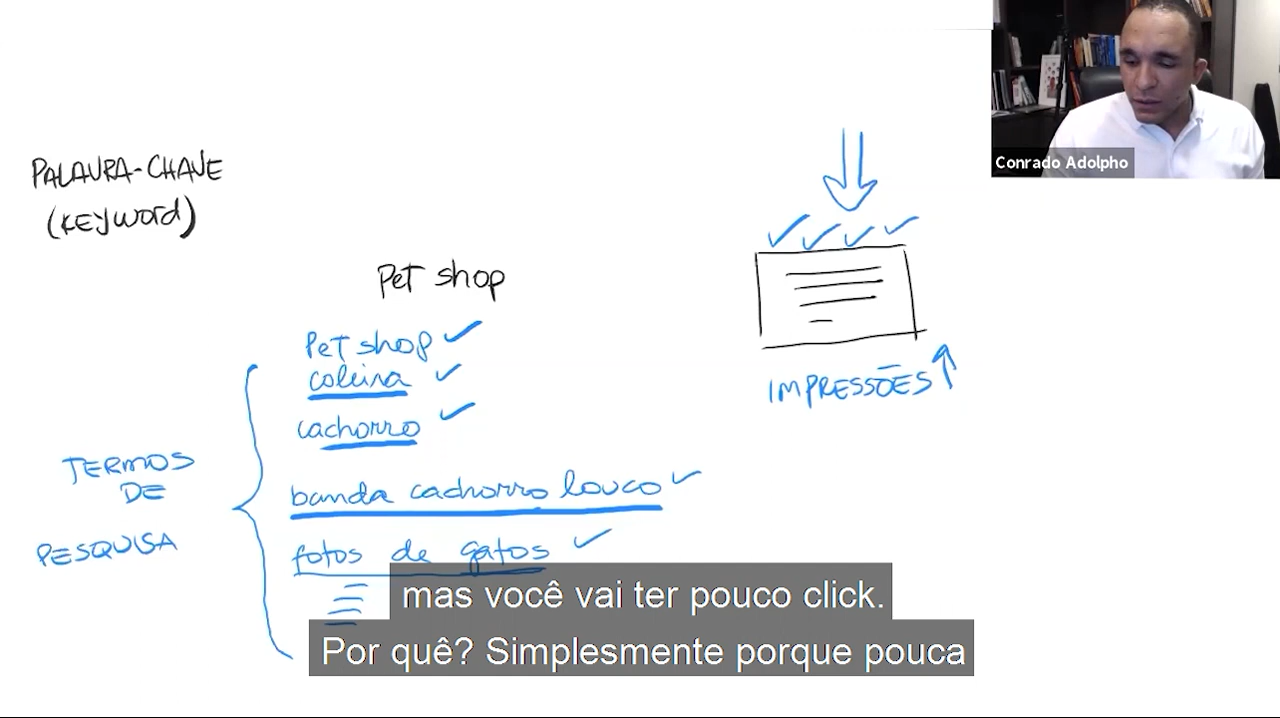 Conrado Adolpho
PALAVRA-CHAVE
(KEYword)
Pet shop
Pet shop
coleira
cachorro
banda cachorro louco
fotos de gatos
TERMOS
DE
PESQUISA
IMPRESSÕES
mas você vai ter pouco click.
Por quê? Simplesmente porque pouca